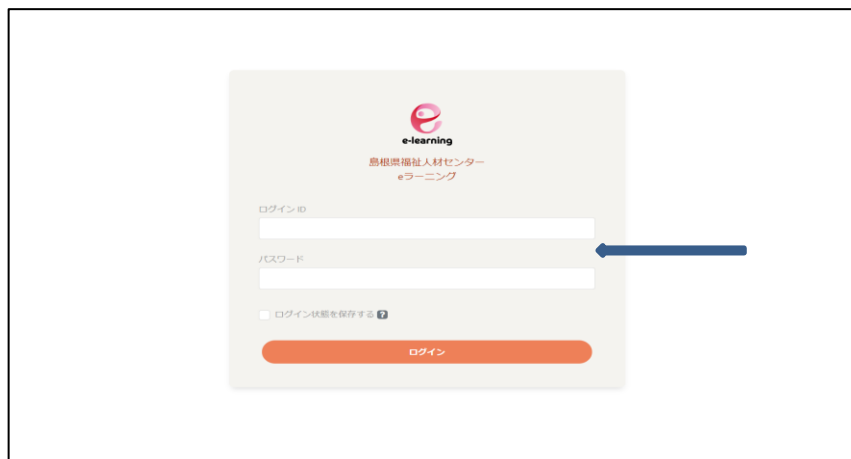 e-learning
島根県福祉人材センター
eラーニング
ログイン ID
パスワード
ログイン状態を保存する ?
ログイン